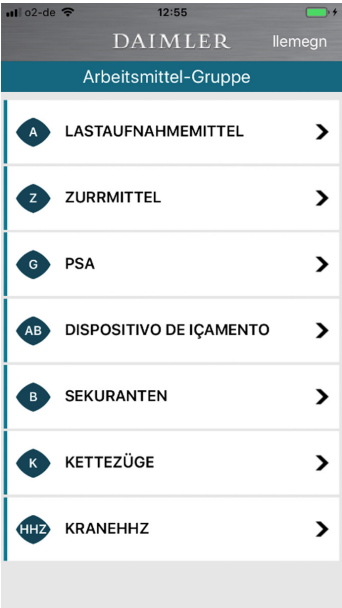 o2-de 12:55
DAIMLER llemegn
Arbeitsmittel-Gruppe
A LASTAUFNAHMEMITTEL
Z ZURRMITTEL
G PSA
AB DISPOSITIVO DE IÇAMENTO
B SEKURANTEN
K KETTEZÜGE
HHZ KRANEHHZ